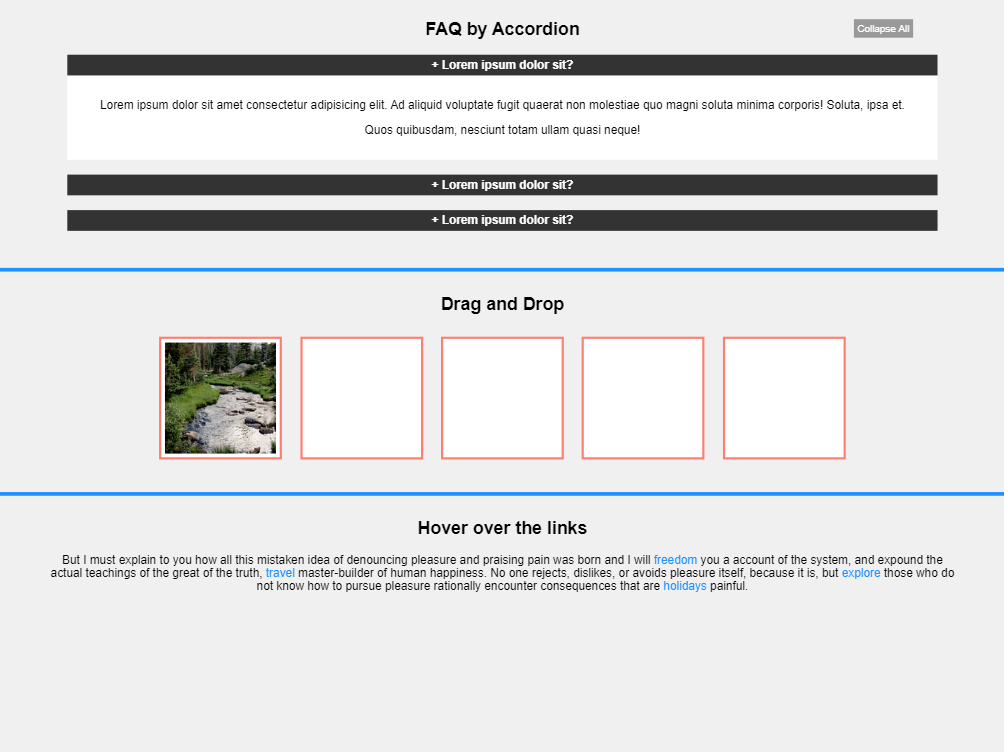 FAQ by Accordion
Collapse All
+ Lorem ipsum dolor sit?
Lorem ipsum dolor sit amet consectetur adipisicing elit. Ad aliquid voluptate fugit quaerat non molestiae quo magni soluta minima corporis! Soluta, ipsa et.
Quos quibusdam, nesciunt totam ullam quasi neque!
+ Lorem ipsum dolor sit?
+ Lorem ipsum dolor sit?
Drag and Drop
Hover over the links
But I must explain to you how all this mistaken idea of denouncing pleasure and praising pain was born and I will freedom you a account of the system, and expound the
actual teachings of the great of the truth, travel master-builder of human happiness. No one rejects, dislikes, or avoids pleasure itself, because it is, but explore those who do
not know how to pursue pleasure rationally encounter consequences that are holidays painful.